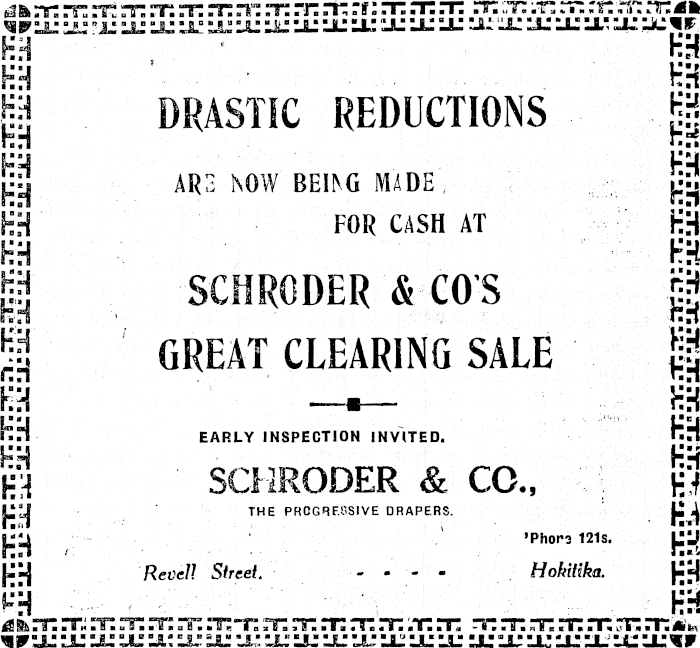 DRASTIC REDUCTIONS
ARE NOW BEING MADE
FOR CASH AT
SCHRODER & CO'S
GREAT CLEARING SALE
EARLY INSPECTION INVITED.
SCHRODER & CO.,
THE PROGRESSIVE DRAPERS.
'Phone 121s.
Revell Street. - - - - Hokitika.